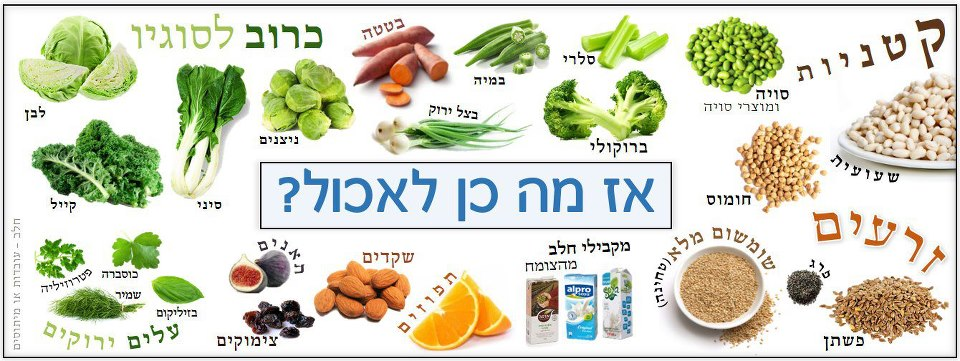 כרוב לסוגיו
לבן
סיני
ניצנים
קייל
בטטה
במיה
סלרי
בצל ירוק
ברוקולי
קטניות
סויה
ומוצרי סויה
שעועית
חומוס
אז מה כן לאכול?
זרעים
שומשום מלא
(טחינה)
פרג
פשתן
מקבילי חלב
מהצומח
alpro
תפוזים
שקדים
תאנים
צימוקים
פטרוזיליה
כוסברה
שמיר
בזיליקום
עלים ירוקים
חלב - עובדות או מיתוסים